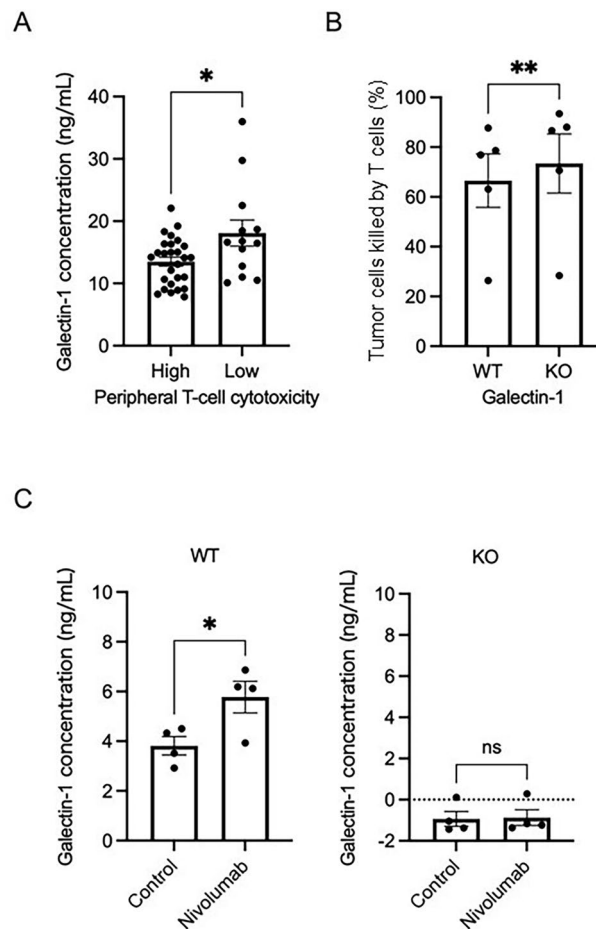 A
Galectin-1 concentration (ng/mL)
40
30
20
10
0
*
High
Low
Peripheral T-cell cytotoxicity
B
Tumor cells killed by T cells (%)
100
80
60
40
20
0
**
WT
KO
Galectin-1
C
WT
Galectin-1 concentration (ng/mL)
10
8
6
4
2
0
*
Control
Nivolumab
KO
Galectin-1 concentration (ng/mL)
10
8
6
4
2
0
-2
ns
Control
Nivolumab